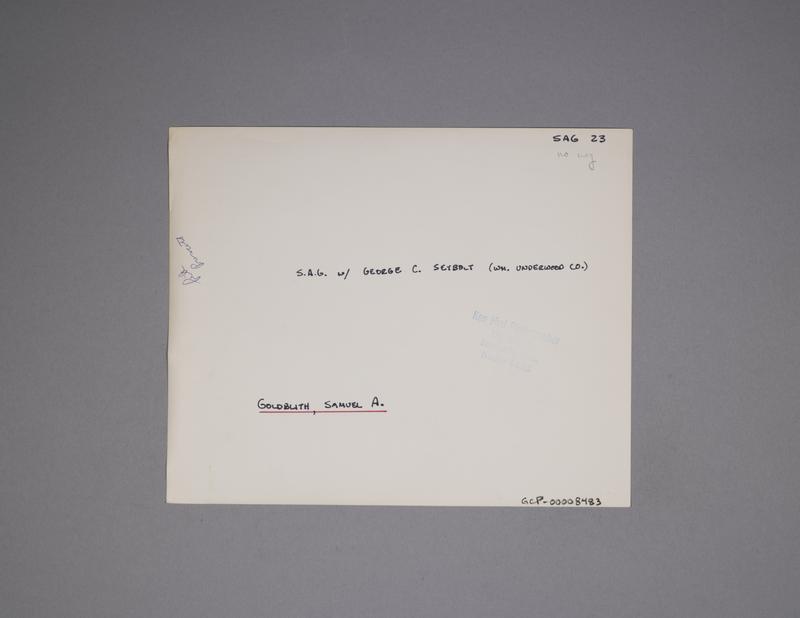 SAG 23
no neg
S.A.G. w/ GEORGE C. SEYBOLT (WM. UNDERWOOD CO.)
GOLDBLITH, SAMUEL A.
GCP-00008483